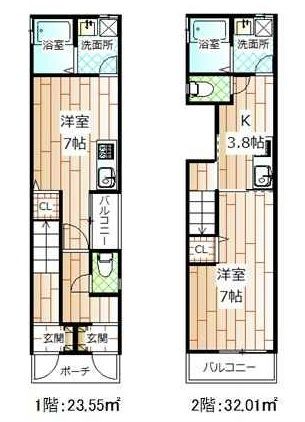 浴室
洗面所
洋室
7帖
CL
バルコニー
玄関
玄関
ポーチ
1階:23.55㎡
浴室
洗面所
K
3.8帖
CL
洋室
7帖
バルコニー
2階:32.01㎡